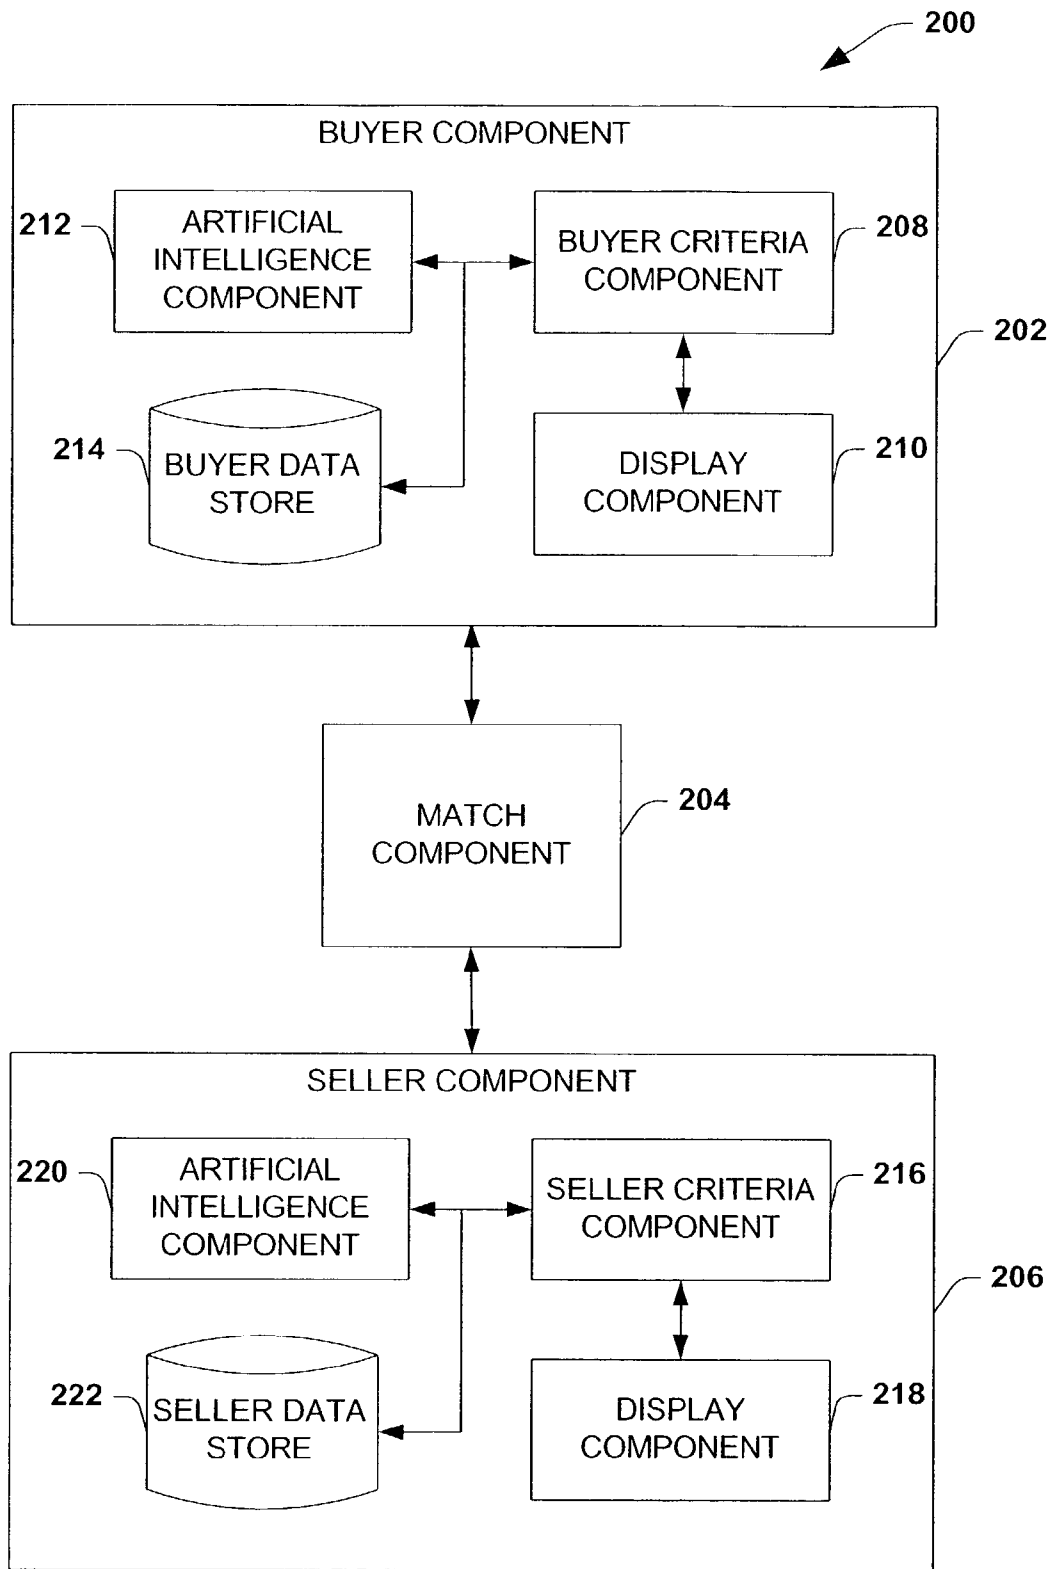 200
BUYER COMPONENT
212
ARTIFICIAL
INTELLIGENCE
COMPONENT
BUYER CRITERIA
COMPONENT
208
202
214
BUYER DATA
STORE
DISPLAY
COMPONENT
210
MATCH
COMPONENT
204
SELLER COMPONENT
220
ARTIFICIAL
INTELLIGENCE
COMPONENT
SELLER CRITERIA
COMPONENT
216
206
222
SELLER DATA
STORE
DISPLAY
COMPONENT
218